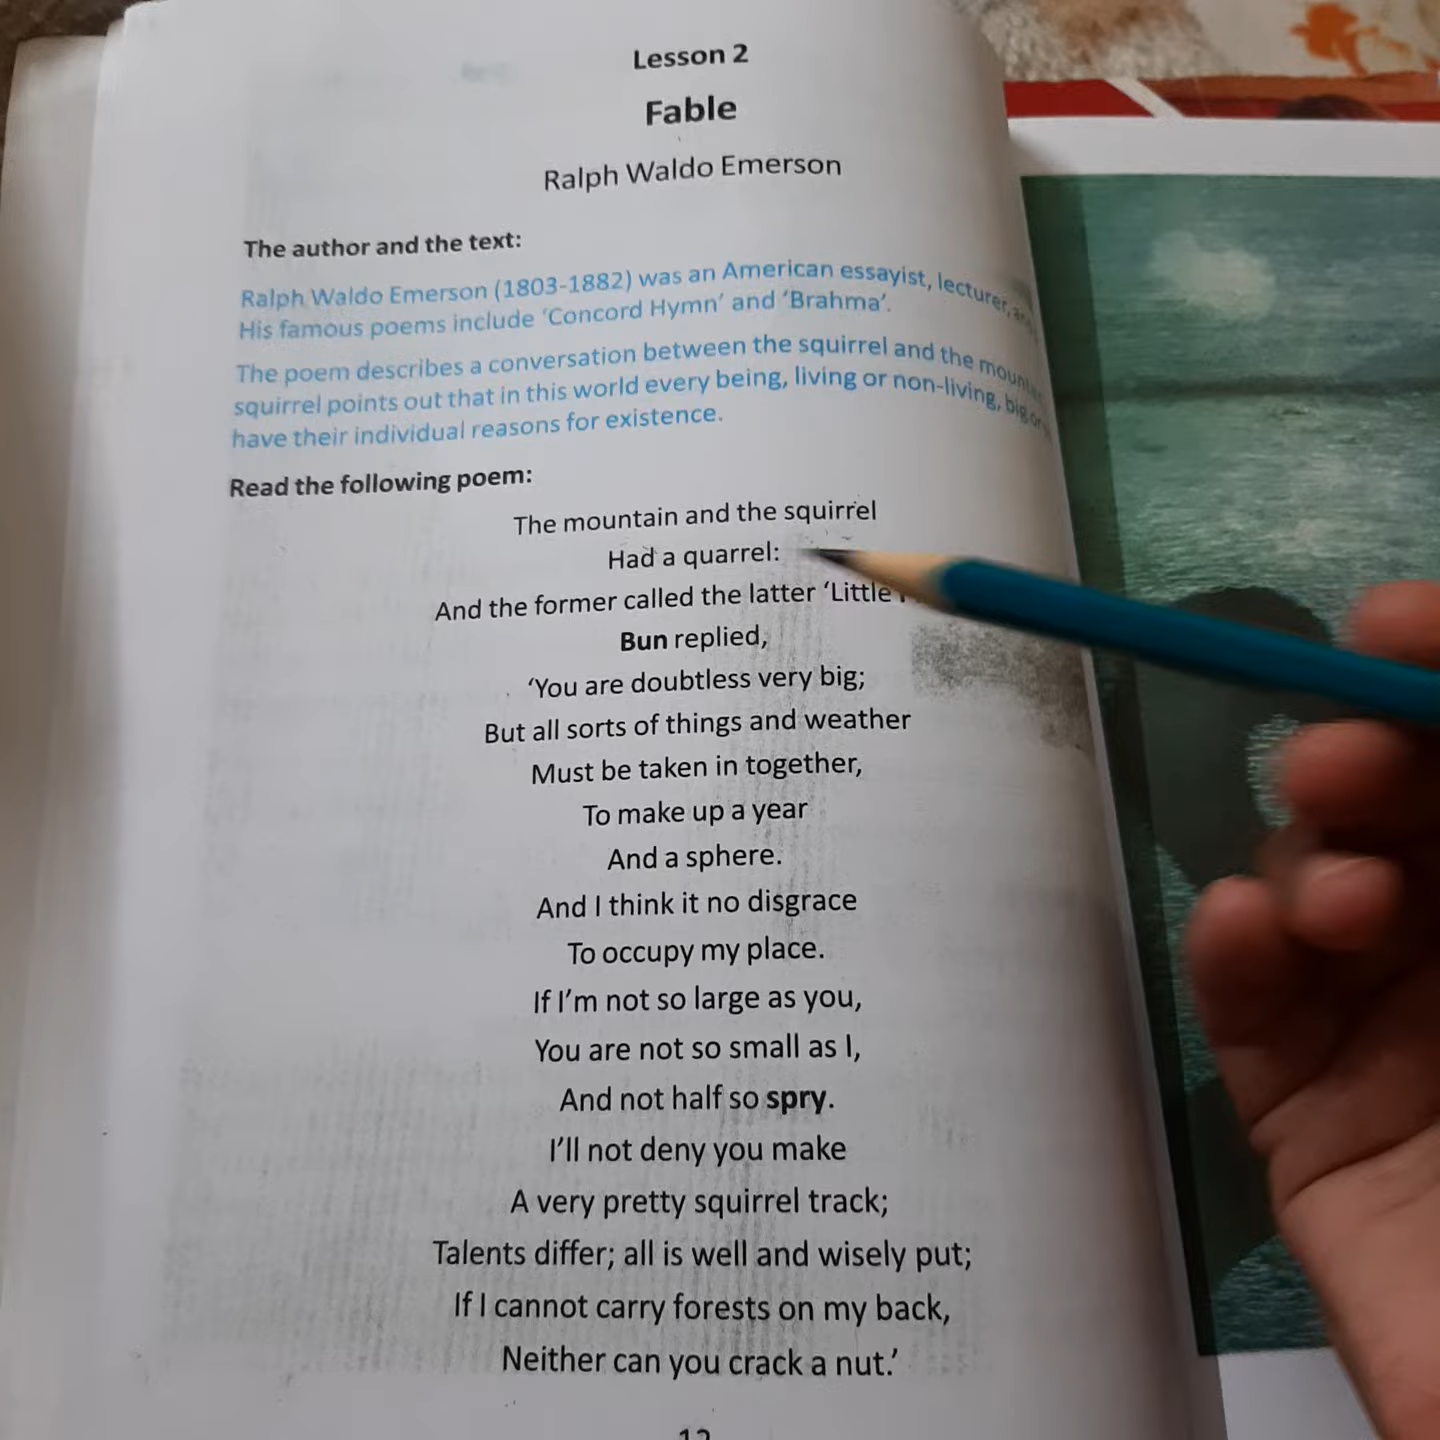 Lesson 2
Fable
Ralph Waldo Emerson
The author and the text:
Ralph Waldo Emerson (1803-1882) was an American essayist, lecturer,
His famous poems include ‘Concord Hymn’ and ‘Brahma’.
The poem describes a conversation between the squirrel and the
squirrel points out that in this world every being, living or non-living, big or
have their individual reasons for existence.
Read the following poem:
The mountain and the squirrel
Had a quarrel:
And the former called the latter ‘Little
Bun replied,
‘You are doubtless very big;
But all sorts of things and weather
Must be taken in together,
To make up a year
And a sphere.
And I think it no disgrace
To occupy my place.
If I’m not so large as you,
You are not so small as I,
And not half so spry.
I’ll not deny you make
A very pretty squirrel track;
Talents differ; all is well and wisely put;
If I cannot carry forests on my back,
Neither can you crack a nut.’